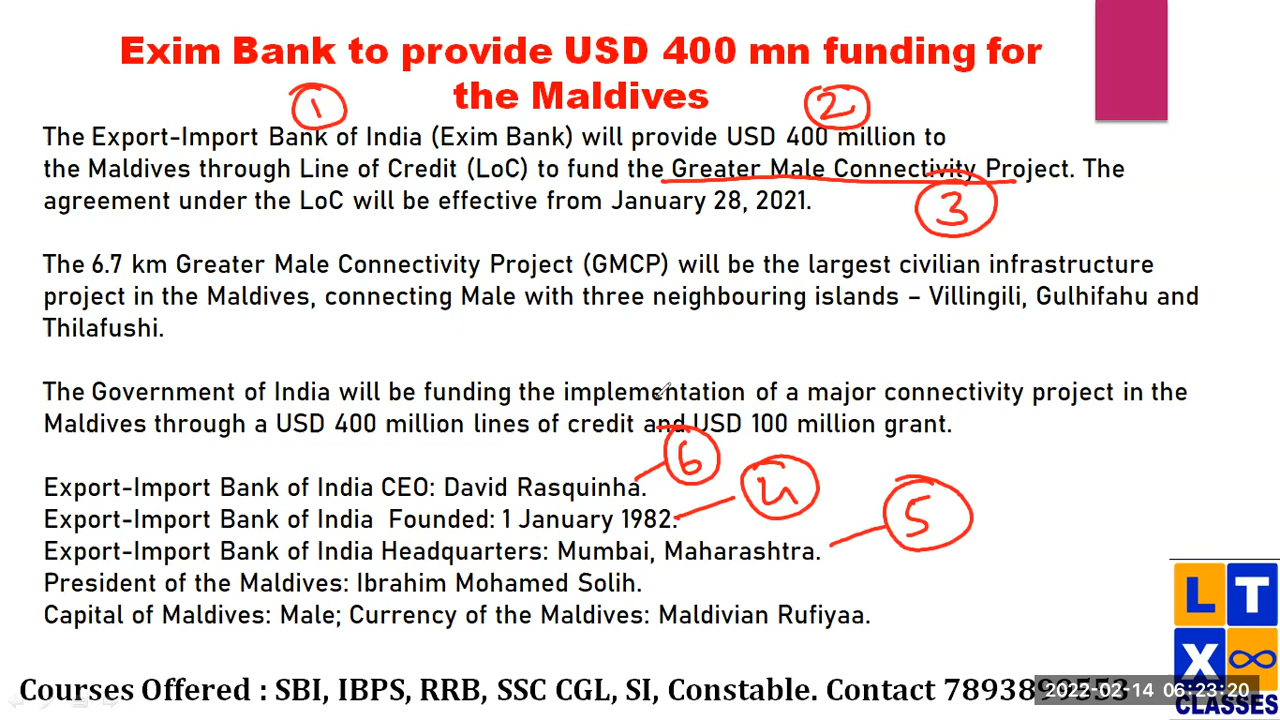 Exim Bank to provide USD 400 mn funding for
the Maldives
1
2
The Export-Import Bank of India (Exim Bank) will provide USD 400 million to
the Maldives through Line of Credit (LoC) to fund the Greater Male Connectivity Project. The
agreement under the LoC will be effective from January 28, 2021.
3
The 6.7 km Greater Male Connectivity Project (GMCP) will be the largest civilian infrastructure
project in the Maldives, connecting Male with three neighbouring islands – Villingili, Gulhifahu and
Thilafushi.
The Government of India will be funding the implementation of a major connectivity project in the
Maldives through a USD 400 million lines of credit and USD 100 million grant.
6
Export-Import Bank of India CEO: David Rasquinha.
4
Export-Import Bank of India Founded: 1 January 1982.
5
Export-Import Bank of India Headquarters: Mumbai, Maharashtra.
President of the Maldives: Ibrahim Mohamed Solih.
Capital of Maldives: Male; Currency of the Maldives: Maldivian Rufiyaa.
L T
X ∞
CLASSES
Courses Offered : SBI, IBPS, RRB, SSC CGL, SI, Constable. Contact 7893899553
2022-02-14 06:23:20